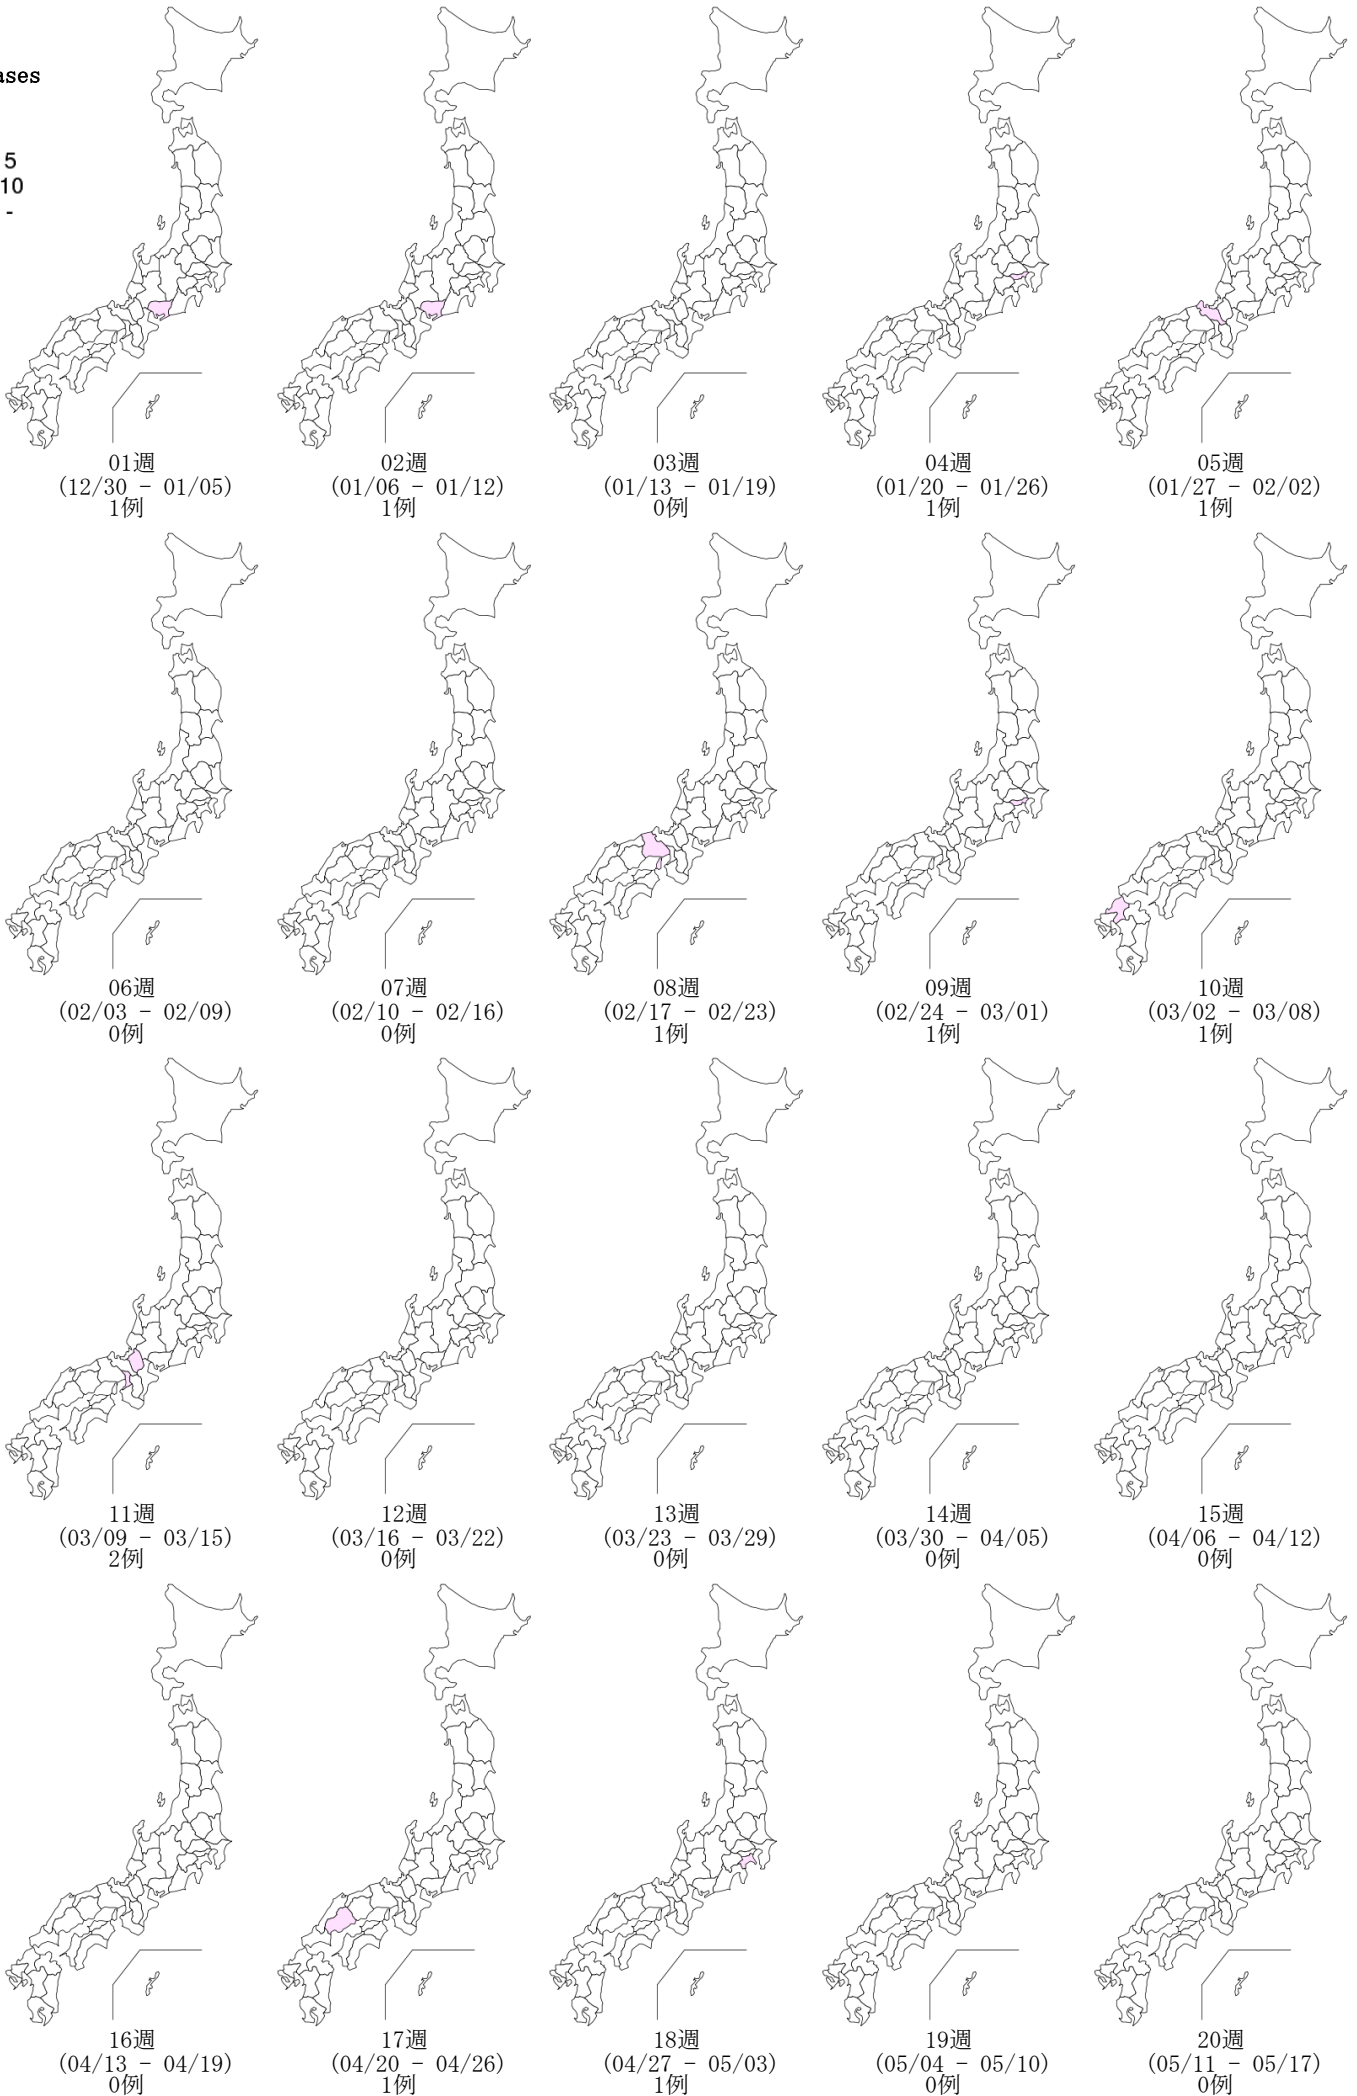 ases
5
10
-
01週
(12/30 - 01/05)
1例
02週
(01/06 - 01/12)
1例
03週
(01/13 - 01/19)
0例
04週
(01/20 - 01/26)
1例
05週
(01/27 - 02/02)
1例
06週
(02/03 - 02/09)
0例
07週
(02/10 - 02/16)
0例
08週
(02/17 - 02/23)
1例
09週
(02/24 - 03/01)
1例
10週
(03/02 - 03/08)
1例
11週
(03/09 - 03/15)
2例
12週
(03/16 - 03/22)
0例
13週
(03/23 - 03/29)
0例
14週
(03/30 - 04/05)
0例
15週
(04/06 - 04/12)
0例
16週
(04/13 - 04/19)
0例
17週
(04/20 - 04/26)
1例
18週
(04/27 - 05/03)
1例
19週
(05/04 - 05/10)
0例
20週
(05/11 - 05/17)
0例